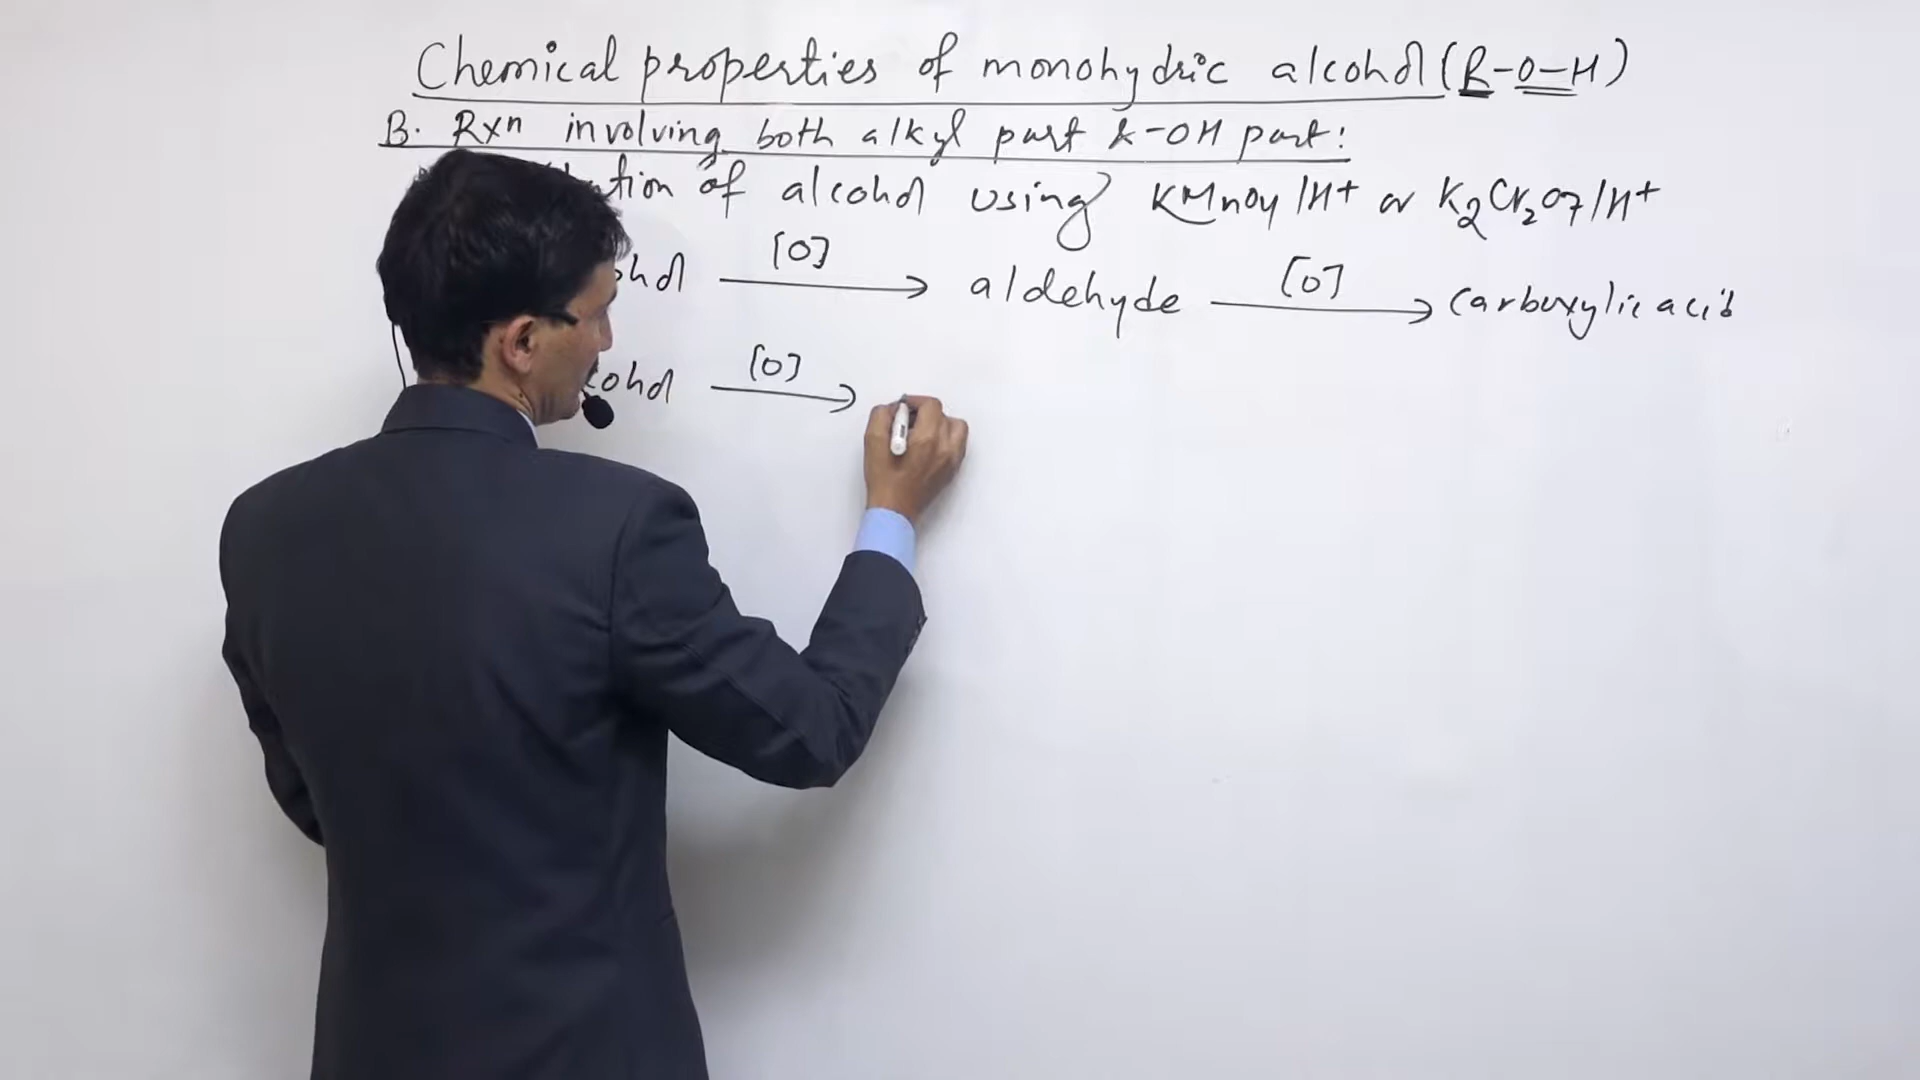 Chemical properties of monohydric alcohol (R-O-H)
B. Rxn involving both alkyl part & -OH part:
of alcohol using KMnO4/H+ or K2Cr2O7/H+
[O] aldehyde [O] carboxylic acid
[O]